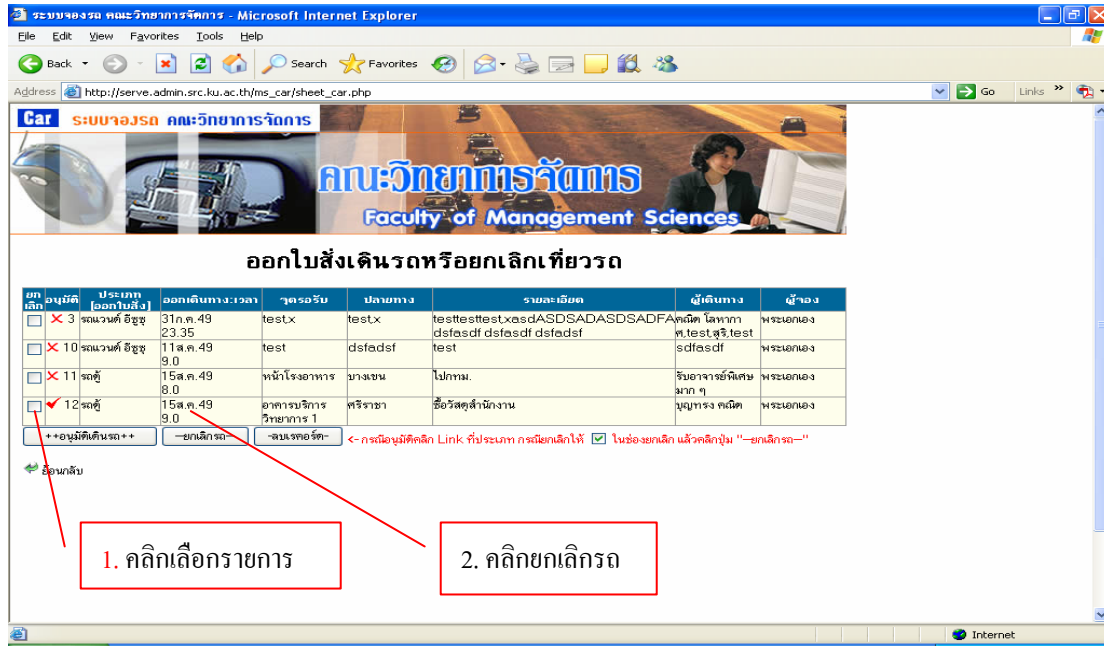 ระบบจองรถ คณะวิทยาการจัดการ - Microsoft Internet Explorer
File Edit View Favorites Tools Help
Back Search Favorites
Address http://serve.admin.src.ku.ac.th/ms_car/sheet_car.php Go Links »
Car ระบบจองรถ คณะวิทยาการจัดการ
คณะวิทยาการจัดการ
Faculty of Management Sciences
ออกใบสั่งเดินรถหรือยกเลิกเที่ยวรถ
ยกเลิก อนุมัติ ประเภท [ออกใบสั่ง] ออกเดินทาง:เวลา จุดรอรับ ปลายทาง รายละเอียด ผู้เดินทาง ผู้จอง
3 รถแวนต์ อีซูซุ 31ก.ค.49 test,x test,x testtesttest,xasdASDSADASDSADFA คณิต โลหากา พระเอกเอง
23.35 dsfasdf dsfasdf dsfadsf ศ,test,สุริ,test
10 รถแวนต์ อีซูซุ 11ส.ค.49 test dsfadsf test sdfasdf พระเอกเอง
9.0
11 รถตู้ 15ส.ค.49 หน้าโรงอาหาร บางเขน ไปกทม. รับอาจารย์พิเศษ พระเอกเอง
8.0 มาก ๆ
12 รถตู้ 15ส.ค.49 อาคารบริการ ศรีราชา ซื้อวัสดุสำนักงาน บุญทรง คณิต พระเอกเอง
9.0 วิทยาการ 1
++อนุมัติเดินรถ++ --ยกเลิกรถ-- -ลบเรคอร์ด- <- กรณีอนุมัติคลิก Link ที่ประเภท กรณียกเลิกให้ ในช่องยกเลิก แล้วคลิกปุ่ม "--ยกเลิกรถ--"
ย้อนกลับ
1. คลิกเลือกรายการ
2. คลิกยกเลิกรถ
Internet